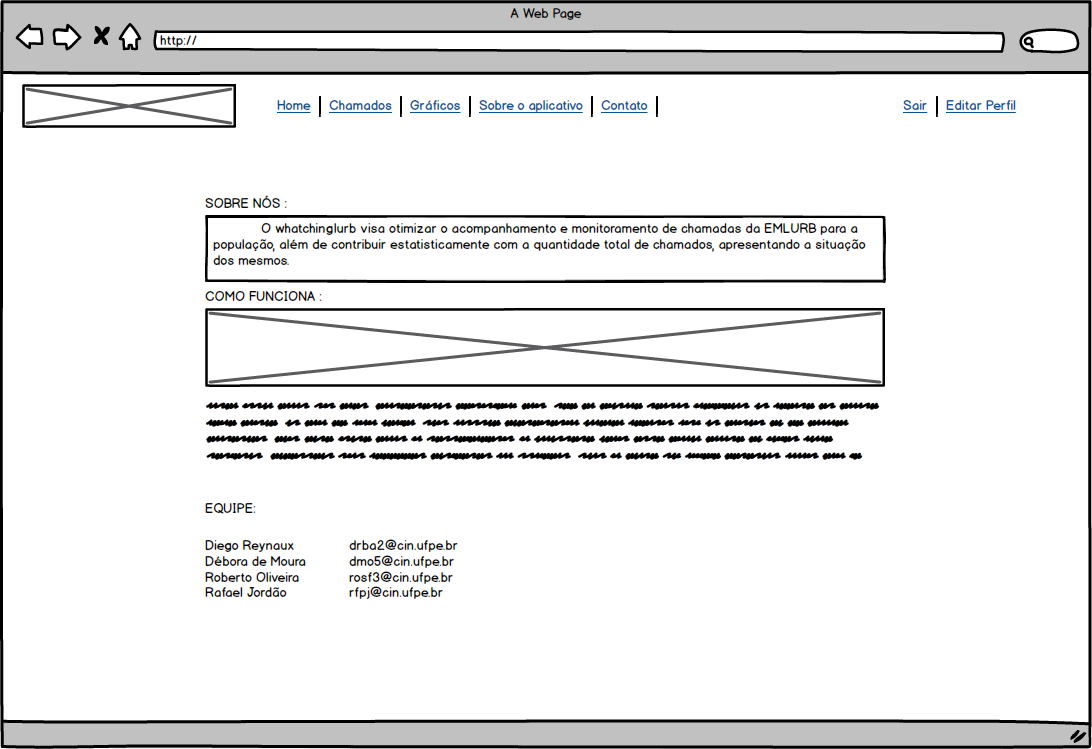 A Web Page
http://
Home | Chamados | Gráficos | Sobre o aplicativo | Contato |
Sair | Editar Perfil
SOBRE NÓS :
O whatchinglurb visa otimizar o acompanhamento e monitoramento de chamadas da EMLURB para a
população, além de contribuir estatisticamente com a quantidade total de chamados, apresentando a situação
dos mesmos.
COMO FUNCIONA :
EQUIPE:
Diego Reynaux drba2@cin.ufpe.br
Débora de Moura dmo5@cin.ufpe.br
Roberto Oliveira rosf3@cin.ufpe.br
Rafael Jordão rfpj@cin.ufpe.br